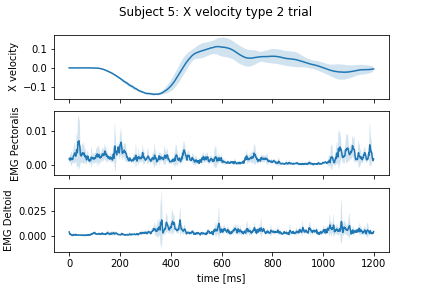 Subject 5: X velocity type 2 trial
X velocity
0.1
0.0
−0.1
EMG Pectoralis
0.01
0.00
EMG Deltoid
0.025
0.000
0
200
400
600
800
1000
1200
time [ms]